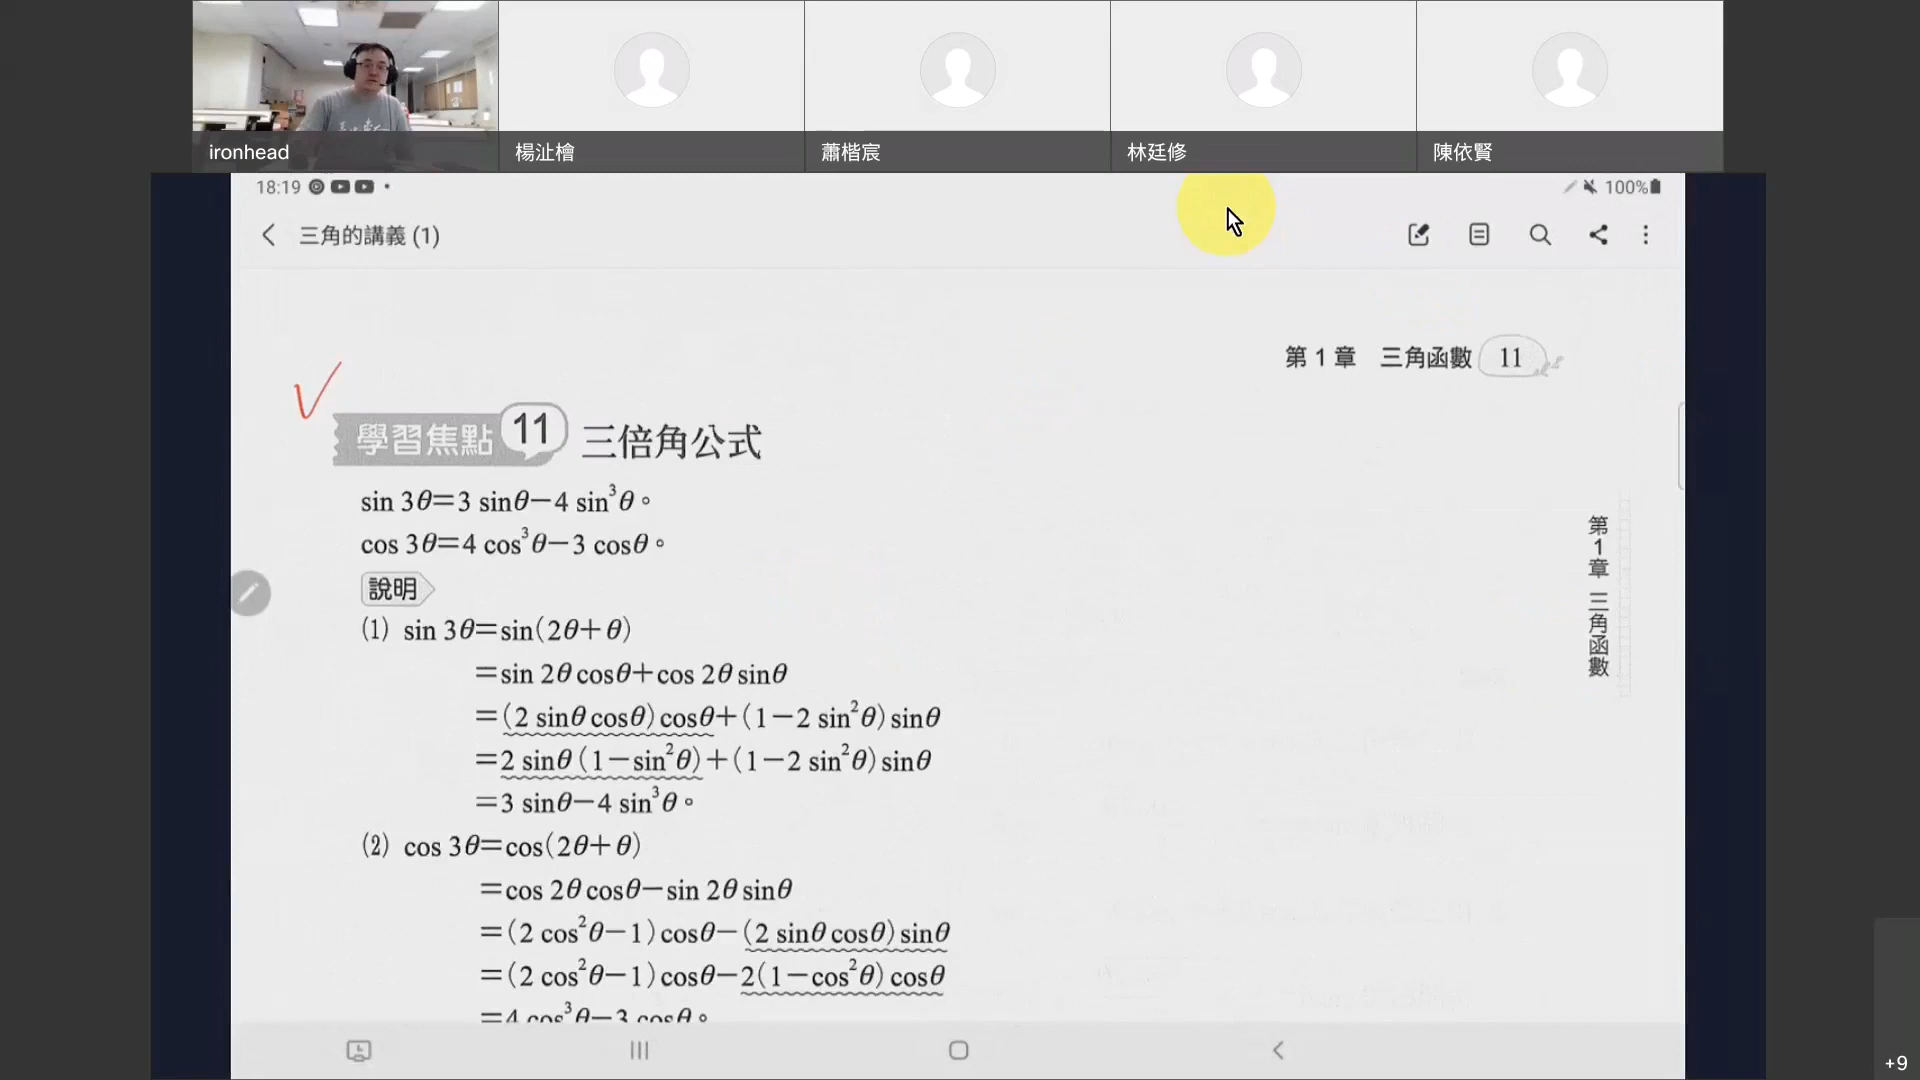 ironhead
楊沚檜
蕭楷宸
林廷修
陳依賢
18:19
100%
三角的講義 (1)
第 1 章 三角函數 11
學習焦點 11 三倍角公式
sin 3θ=3 sinθ−4 sin³θ。
cos 3θ=4 cos³θ−3 cosθ。
說明
(1) sin 3θ=sin(2θ+θ)
=sin 2θ cosθ+cos 2θ sinθ
=(2 sinθ cosθ) cosθ+(1−2 sin²θ) sinθ
=2 sinθ (1−sin²θ)+(1−2 sin²θ) sinθ
=3 sinθ−4 sin³θ。
(2) cos 3θ=cos(2θ+θ)
=cos 2θ cosθ−sin 2θ sinθ
=(2 cos²θ−1) cosθ−(2 sinθ cosθ) sinθ
=(2 cos²θ−1) cosθ−2(1−cos²θ) cosθ
=4 cos³θ−3 cosθ。
第1章 三角函數
+9